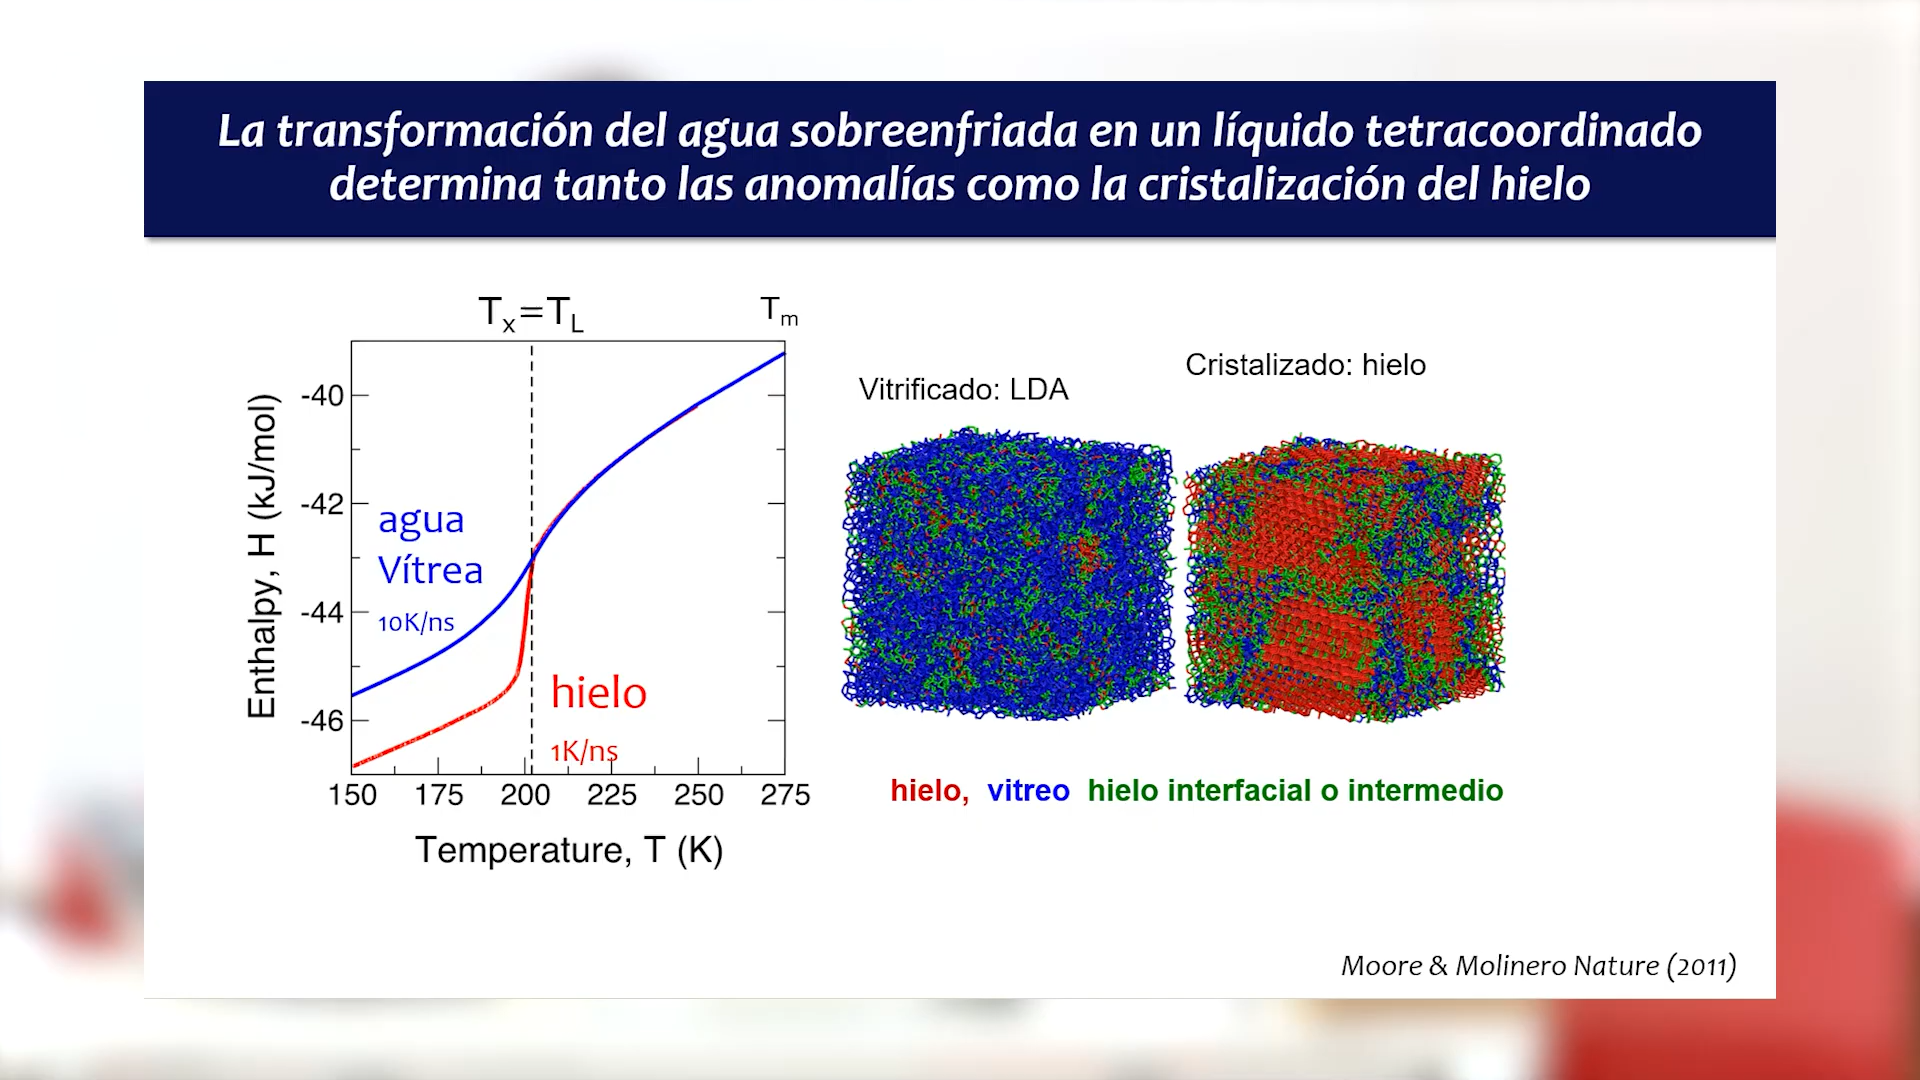 La transformación del agua sobreenfriada en un líquido tetracoordinado
determina tanto las anomalías como la cristalización del hielo
Tx=TL
Tm
Enthalpy, H (kJ/mol)
-40
-42
-44
-46
agua
Vítrea
10K/ns
hielo
1K/ns
150 175 200 225 250 275
Temperature, T (K)
Vitrificado: LDA
Cristalizado: hielo
hielo, vitreo hielo interfacial o intermedio
Moore & Molinero Nature (2011)